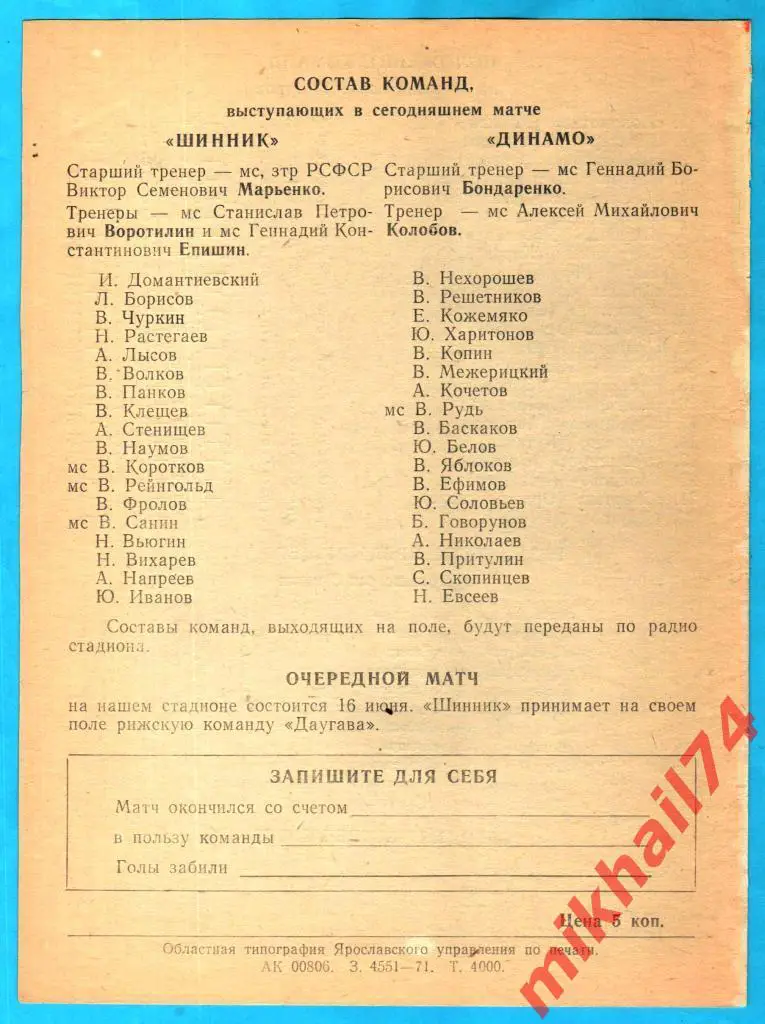 СОСТАВ КОМАНД,
выступающих в сегодняшнем матче
«ШИННИК»
Старший тренер — мс, зтр РСФСР
Виктор Семенович Марьенко.
Тренеры — мс Станислав Петро-
вич Воротилин и мс Геннадий Кон-
стантинович Епишин.
И. Домантиевский
Л. Борисов
В. Чуркин
Н. Растегаев
А. Лысов
В. Волков
В. Панков
В. Клещев
А. Стенищев
В. Наумов
мс В. Коротков
мс В. Рейнгольд
В. Фролов
мс В. Санин
Н. Вьюгин
Н. Вихарев
А. Напреев
Ю. Иванов
«ДИНАМО»
Старший тренер — мс Геннадий Бо-
рисович Бондаренко.
Тренер — мс Алексей Михайлович
Колобов.
В. Нехорошев
В. Решетников
Е. Кожемяко
Ю. Харитонов
В. Копин
В. Межерицкий
А. Кочетов
мс В. Рудь
В. Баскаков
Ю. Белов
В. Яблоков
В. Ефимов
Ю. Соловьев
Б. Говорунов
А. Николаев
В. Притулин
С. Скопинцев
Н. Евсеев
Составы команд, выходящих на поле, будут переданы по радио
стадиона.
ОЧЕРЕДНОЙ МАТЧ
на нашем стадионе состоится 16 июня. «Шинник» принимает на своем
поле рижскую команду «Даугава».
ЗАПИШИТЕ ДЛЯ СЕБЯ
Матч окончился со счетом
в пользу команды
Голы забили
Цена 5 коп.
Областная типография Ярославского управления по печати.
АК 00806. З. 4551—71. Т. 4000.
mikhail74